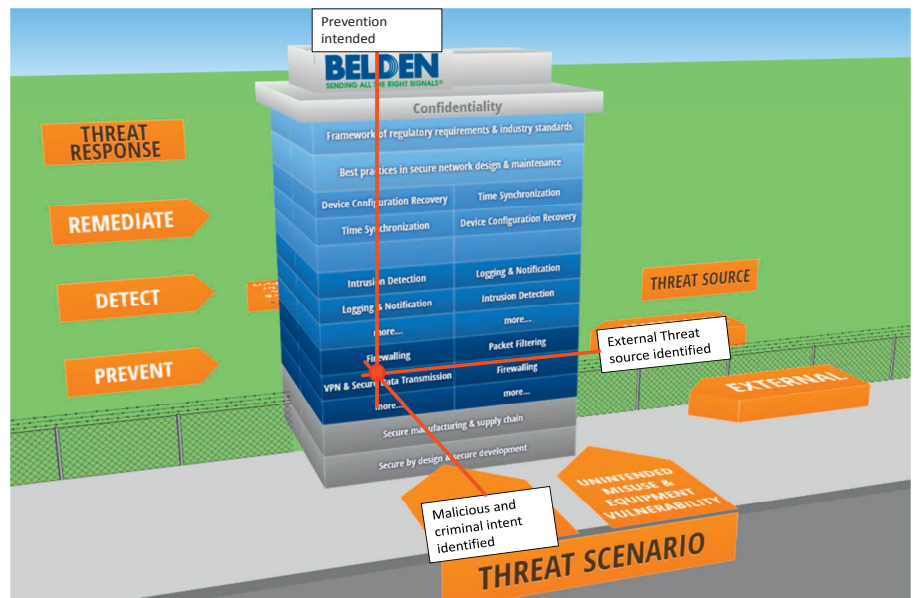 Prevention
intended
BELDEN
SENDING ALL THE RIGHT SIGNALS®
Confidentiality
Framework of regulatory requirements & industry standards
Best practices in secure network design & maintenance
Device Configuration Recovery
Time Synchronization
Time Synchronization
Device Configuration Recovery
Intrusion Detection
Logging & Notification
Logging & Notification
Intrusion Detection
more...
more...
Firewalling
Packet Filtering
VPN & Secure Data Transmission
Firewalling
more...
more...
Secure manufacturing & supply chain
Secure by design & secure development
THREAT
RESPONSE
REMEDIATE
DETECT
PREVENT
THREAT SOURCE
External Threat
source identified
EXTERNAL
UNINTENDED
MISUSE &
EQUIPMENT
VULNERABILITY
Malicious and
criminal intent
identified
THREAT SCENARIO